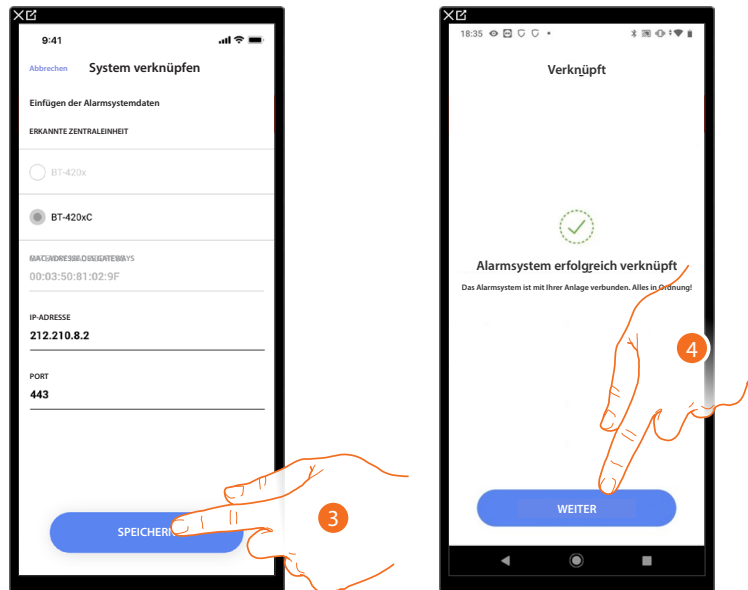 9:41
Abbrechen System verknüpfen
Einfügen der Alarmsystemdaten
ERKANNTE ZENTRALEINHEIT
BT-420x
BT-420xC
00:03:50:81:02:9F
IP-ADRESSE
212.210.8.2
PORT
443
SPEICHERN
3
18:35
Verknüpft
Alarmsystem erfolgreich verknüpft
Das Alarmsystem ist mit Ihrer Anlage verbunden. Alles in Ordnung!
4
WEITER